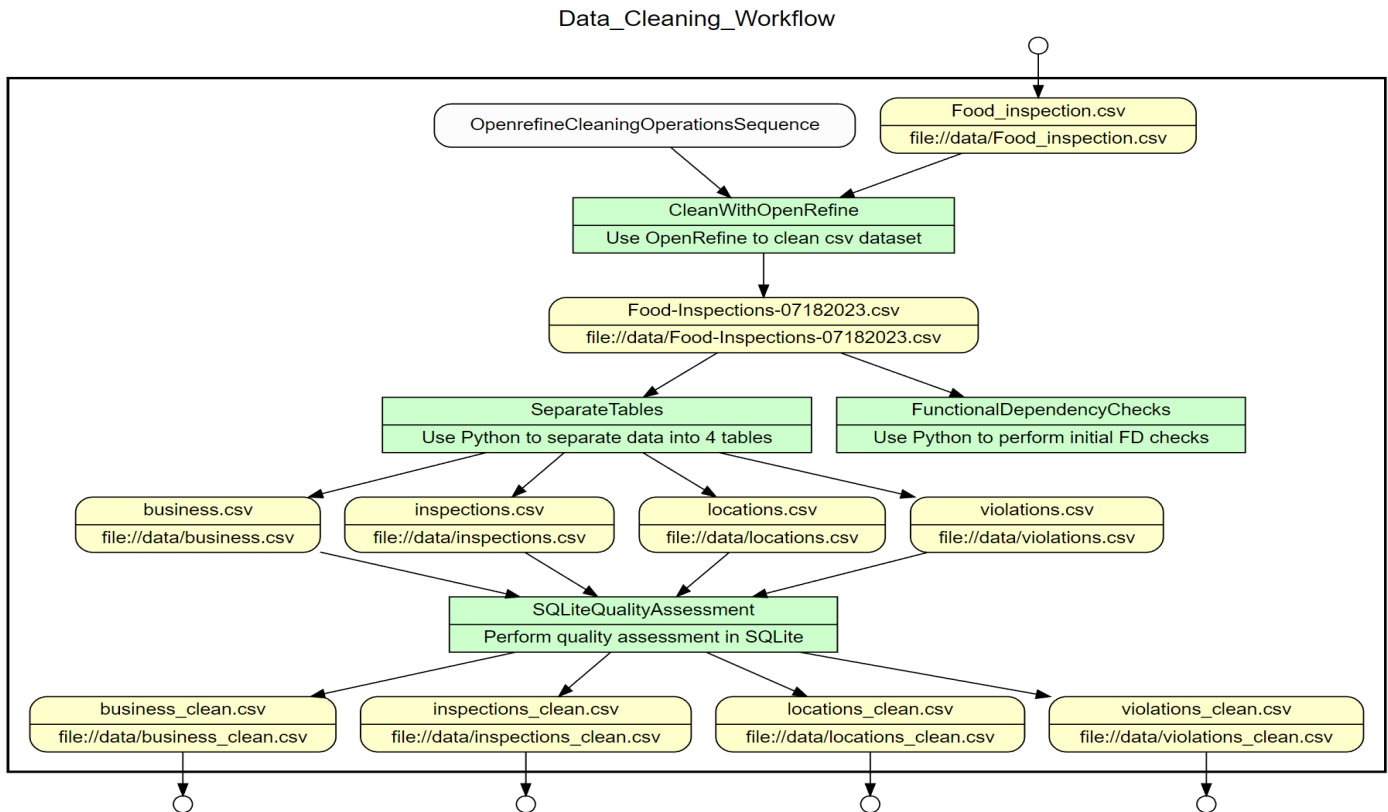 Data_Cleaning_Workflow
OpenrefineCleaningOperationsSequence
Food_inspection.csv
file://data/Food_inspection.csv
CleanWithOpenRefine
Use OpenRefine to clean csv dataset
Food-Inspections-07182023.csv
file://data/Food-Inspections-07182023.csv
SeparateTables
Use Python to separate data into 4 tables
FunctionalDependencyChecks
Use Python to perform initial FD checks
business.csv
file://data/business.csv
inspections.csv
file://data/inspections.csv
locations.csv
file://data/locations.csv
violations.csv
file://data/violations.csv
SQLiteQualityAssessment
Perform quality assessment in SQLite
business_clean.csv
file://data/business_clean.csv
inspections_clean.csv
file://data/inspections_clean.csv
locations_clean.csv
file://data/locations_clean.csv
violations_clean.csv
file://data/violations_clean.csv